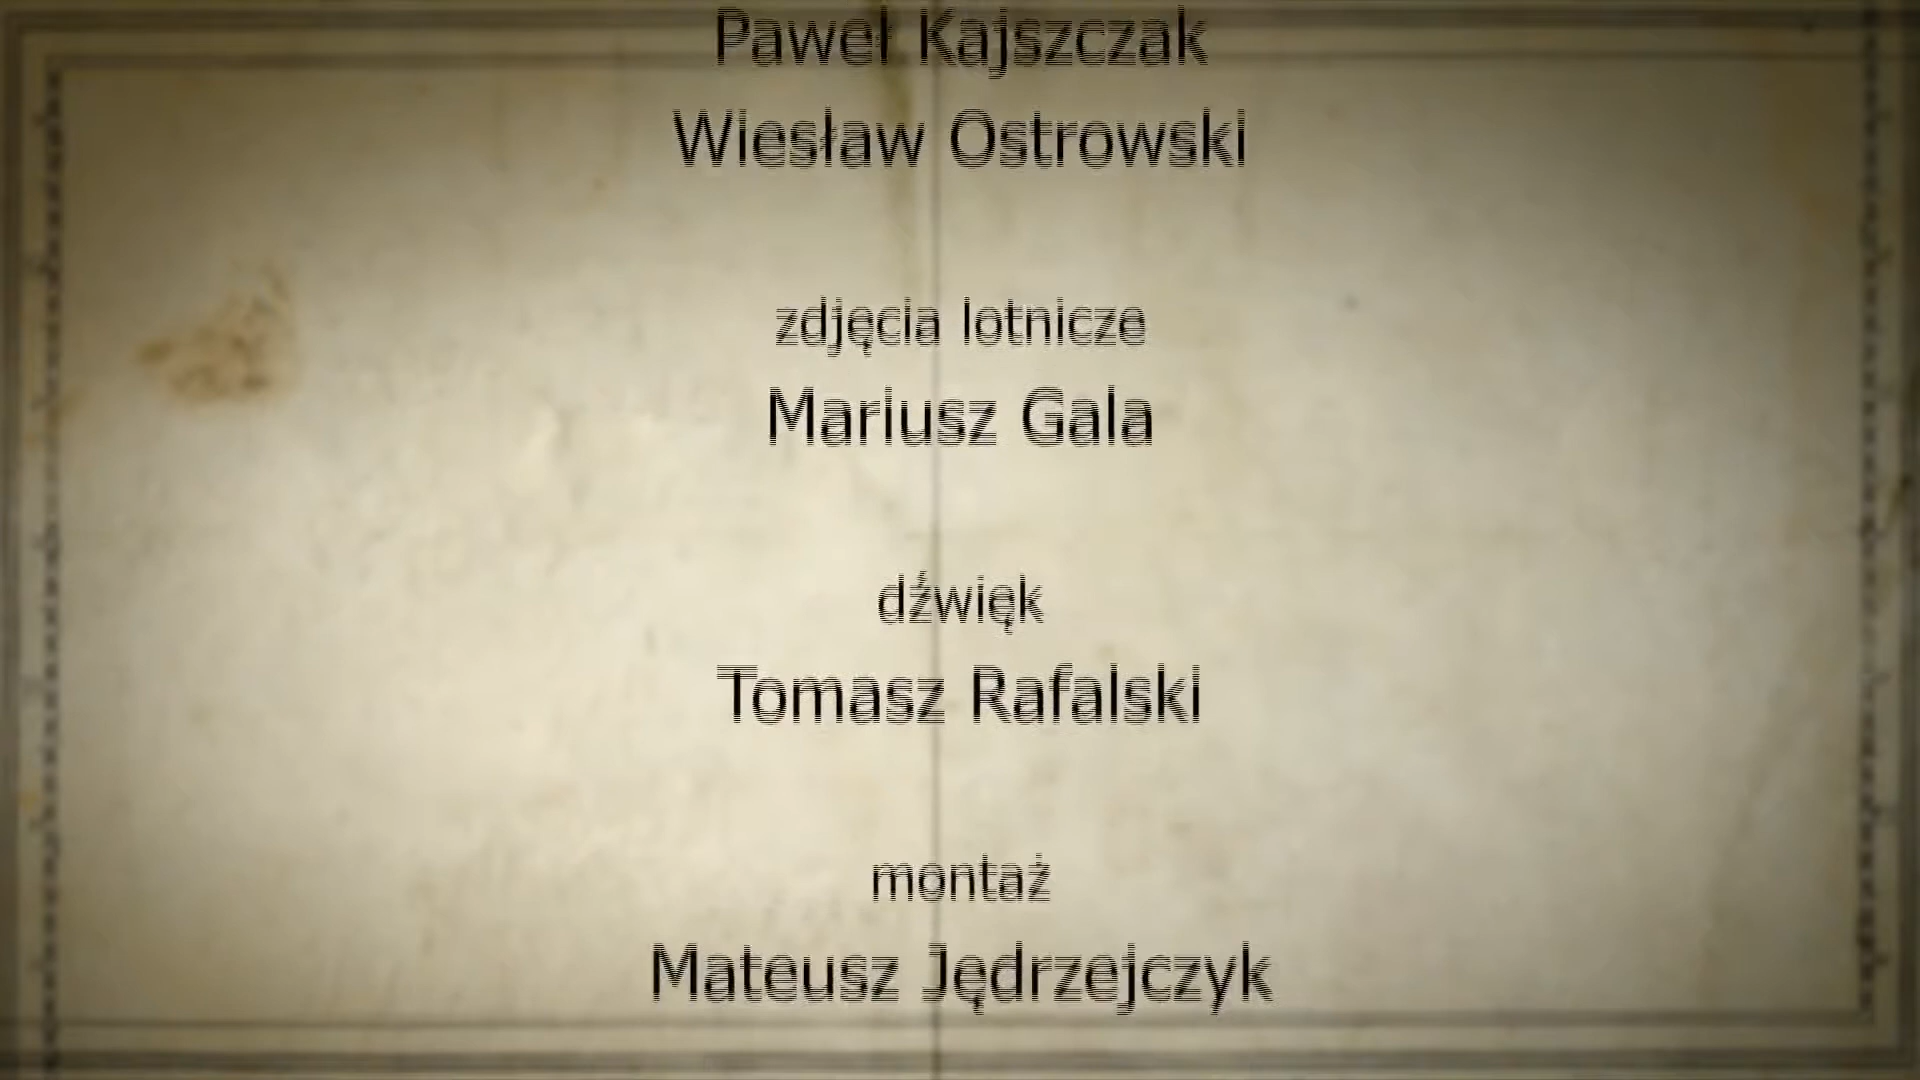 Paweł Kajszczak
Wiesław Ostrowski
zdjęcia lotnicze
Mariusz Gala
dźwięk
Tomasz Rafalski
montaż
Mateusz Jędrzejczyk